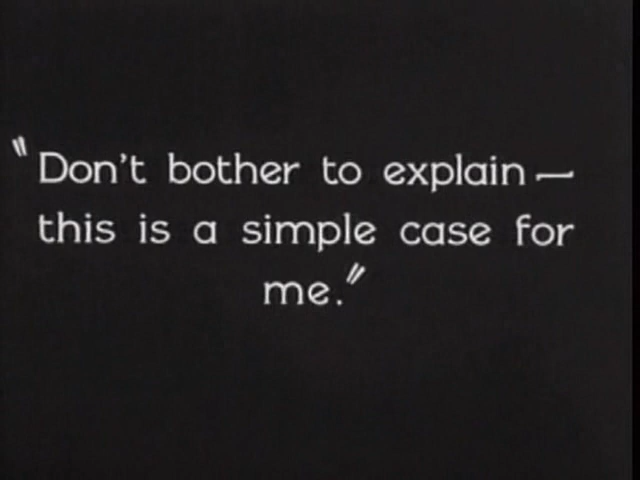 "Don't bother to explain—
this is a simple case for
me."